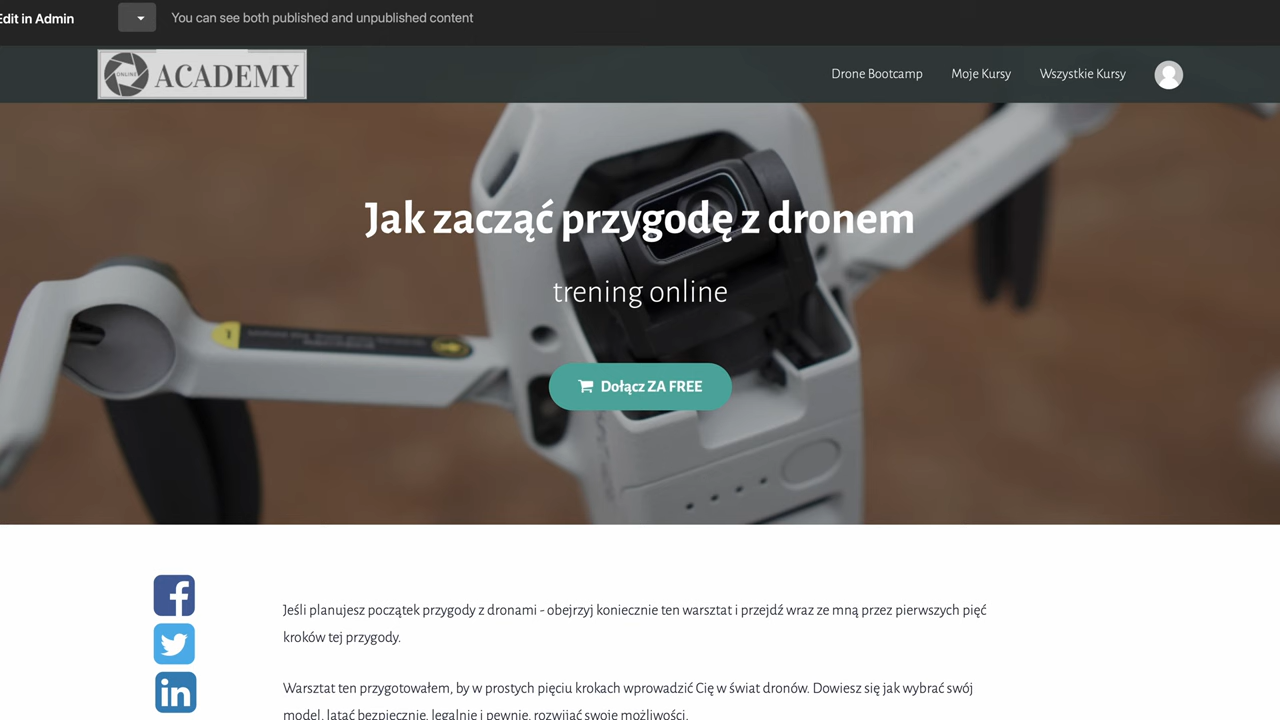 Edit in Admin
You can see both published and unpublished content
ONLINE ACADEMY
Drone Bootcamp
Moje Kursy
Wszystkie Kursy
Jak zacząć przygodę z dronem
trening online
Dołącz ZA FREE
Jeśli planujesz początek przygody z dronami - obejrzyj koniecznie ten warsztat i przejdź wraz ze mną przez pierwszych pięć
kroków tej przygody.
Warsztat ten przygotowałem, by w prostych pięciu krokach wprowadzić Cię w świat dronów. Dowiesz się jak wybrać swój
model, latać bezpiecznie, legalnie i pewnie, rozwijać swoje możliwości.